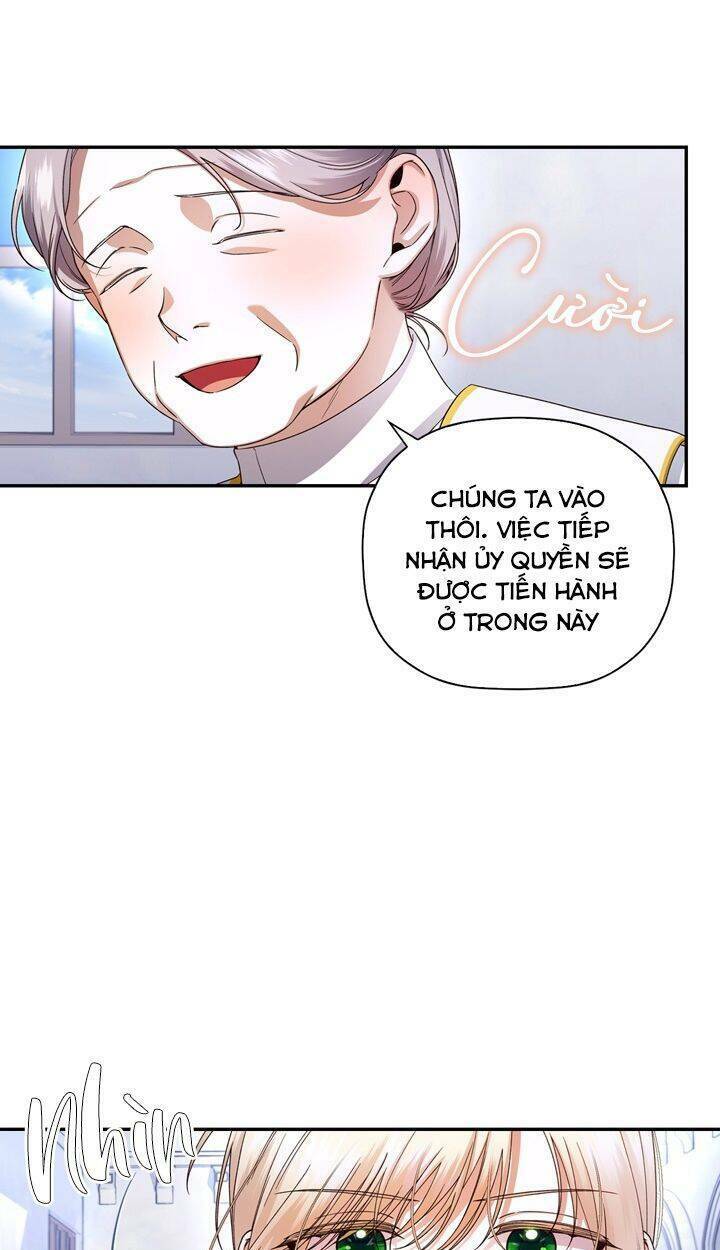 Cười
CHÚNG TA VÀO
THÔI. VIỆC TIẾP
NHẬN ỦY QUYỀN SẼ
ĐƯỢC TIẾN HÀNH
Ở TRONG NÀY
Nhìn